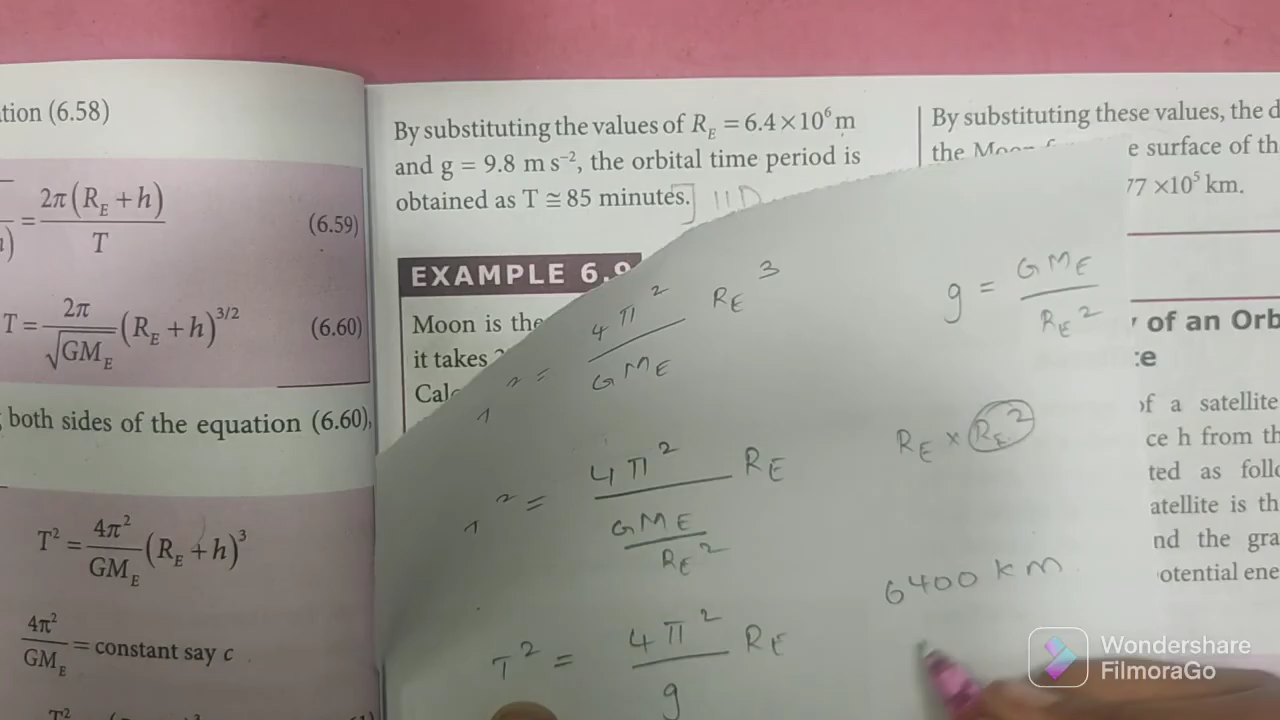 tion (6.58)
= 2π(R_E + h) / T (6.59)
T = 2π / √GM_E (R_E + h)^3/2 (6.60)
both sides of the equation (6.60),
T² = 4π² / GM_E (R_E + h)³
4π² / GM_E = constant say c
By substituting the values of R_E = 6.4×10⁶ m
and g = 9.8 m s⁻², the orbital time period is
obtained as T ≅ 85 minutes.
EXAMPLE 6.9
Moon is the
it takes
Calc
² = 4π² / GM_E R_E³
² = 4π² / (GM_E / R_E²) R_E
T² = 4π² / g R_E
g = GM_E / R_E²
R_E × R_E²
6400 km
By substituting these values, the d
the Moon
e surface of th
77 ×10⁵ km.
of an Orb
of a satellite
ce h from th
ted as follo
atellite is th
nd the gra
otential ene
Wondershare
FilmoraGo